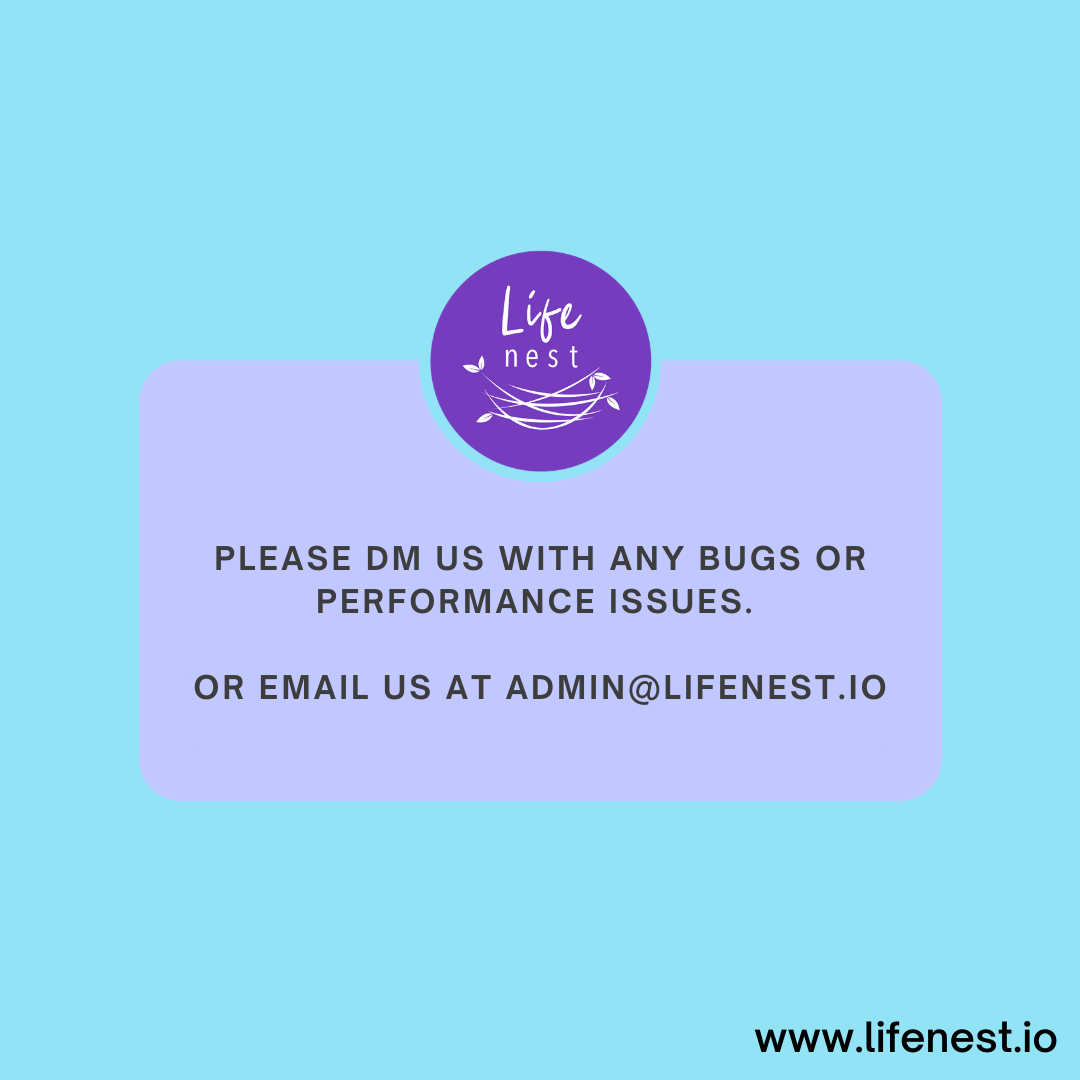 Life
nest
PLEASE DM US WITH ANY BUGS OR
PERFORMANCE ISSUES.
OR EMAIL US AT ADMIN@LIFENEST.IO
www.lifenest.io